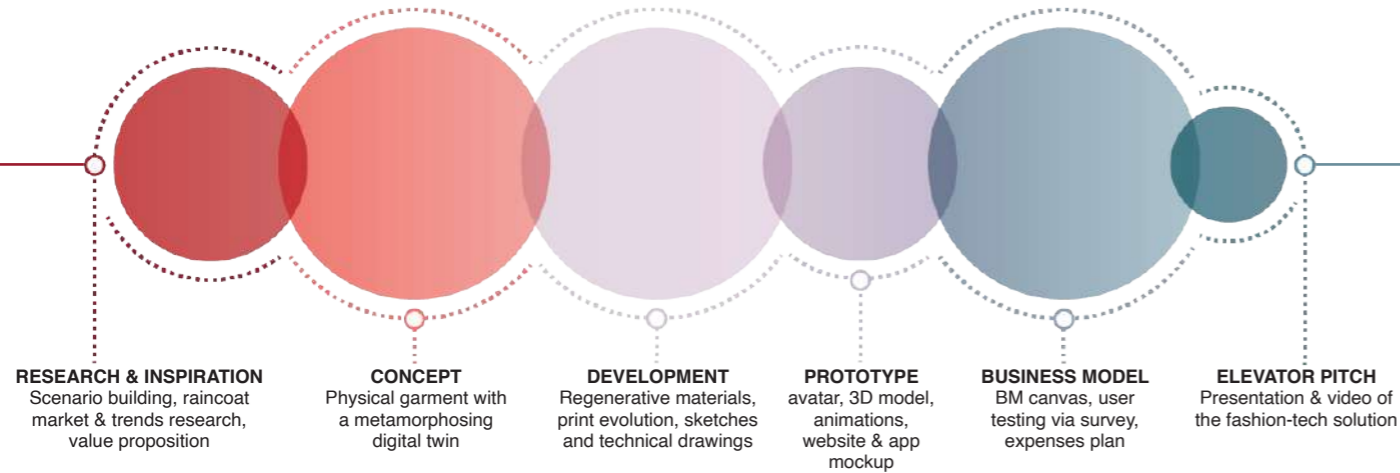 RESEARCH & INSPIRATION
Scenario building, raincoat
market & trends research,
value proposition
CONCEPT
Physical garment with
a metamorphosing
digital twin
DEVELOPMENT
Regenerative materials,
print evolution, sketches
and technical drawings
PROTOTYPE
avatar, 3D model,
animations,
website & app
mockup
BUSINESS MODEL
BM canvas, user
testing via survey,
expenses plan
ELEVATOR PITCH
Presentation & video of
the fashion-tech solution